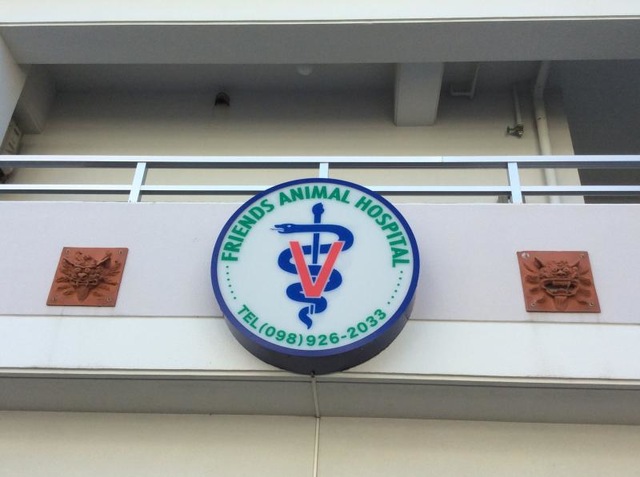 FRIENDS ANIMAL HOSPITAL
V
TEL(098)926-2033